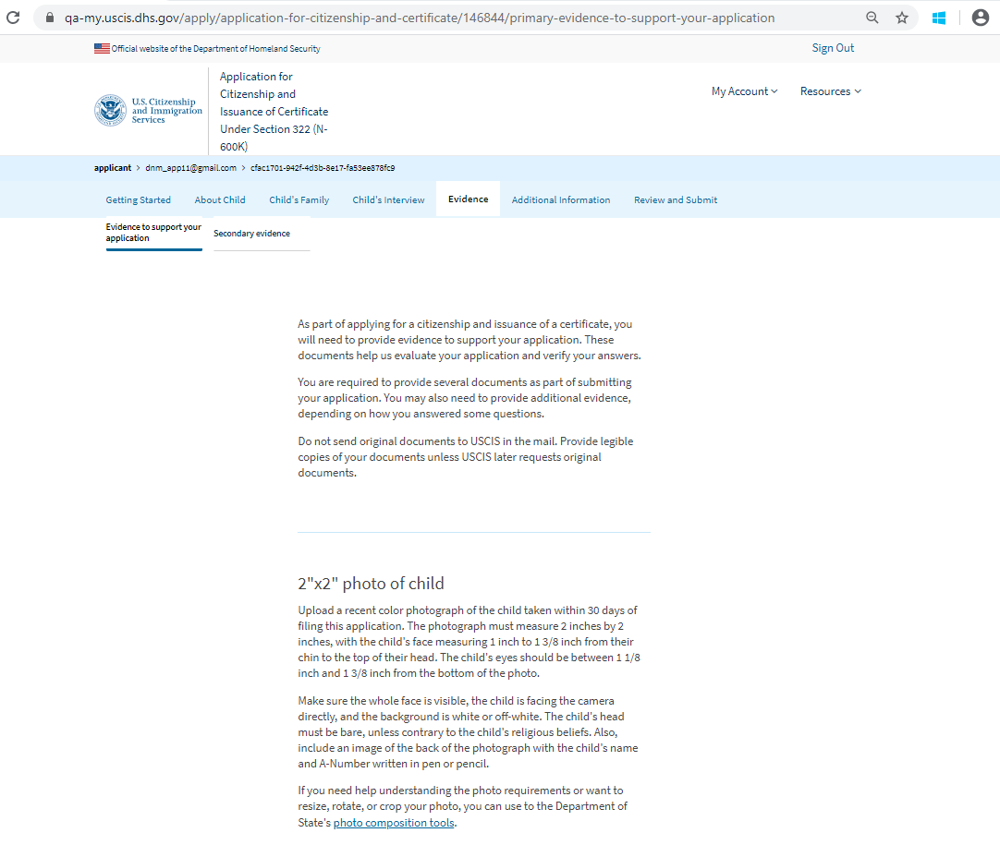 qa-my.uscis.dhs.gov/apply/application-for-citizenship-and-certificate/146844/primary-evidence-to-support-your-application
Official website of the Department of Homeland Security
Sign Out
U.S. Citizenship
and Immigration
Services
Application for
Citizenship and
Issuance of Certificate
Under Section 322 (N-
600K)
My Account
Resources
applicant > dnm_app11@gmail.com > cfac1701-942f-4d3b-8e17-fa53ee878fc9
Getting Started
About Child
Child's Family
Child's Interview
Evidence
Additional Information
Review and Submit
Evidence to support your
application
Secondary evidence
As part of applying for a citizenship and issuance of a certificate, you
will need to provide evidence to support your application. These
documents help us evaluate your application and verify your answers.
You are required to provide several documents as part of submitting
your application. You may also need to provide additional evidence,
depending on how you answered some questions.
Do not send original documents to USCIS in the mail. Provide legible
copies of your documents unless USCIS later requests original
documents.
2"x2" photo of child
Upload a recent color photograph of the child taken within 30 days of
filing this application. The photograph must measure 2 inches by 2
inches, with the child's face measuring 1 inch to 1 3/8 inch from their
chin to the top of their head. The child's eyes should be between 1 1/8
inch and 1 3/8 inch from the bottom of the photo.
Make sure the whole face is visible, the child is facing the camera
directly, and the background is white or off-white. The child's head
must be bare, unless contrary to the child's religious beliefs. Also,
include an image of the back of the photograph with the child's name
and A-Number written in pen or pencil.
If you need help understanding the photo requirements or want to
resize, rotate, or crop your photo, you can use to the Department of
State's photo composition tools.